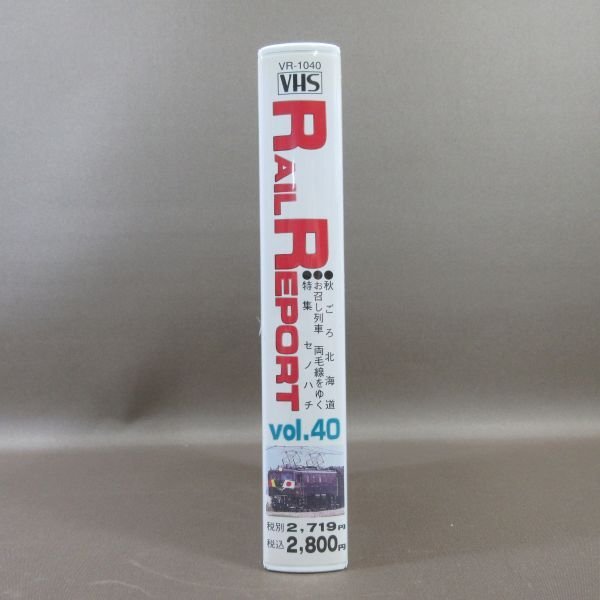 VR-1040
VHS
RAIL REPORT
●秋ごろ北海道
●お召し列車 両毛線をゆく
●特集 セノハチ
vol.40
税別2,719円
税込2,800円